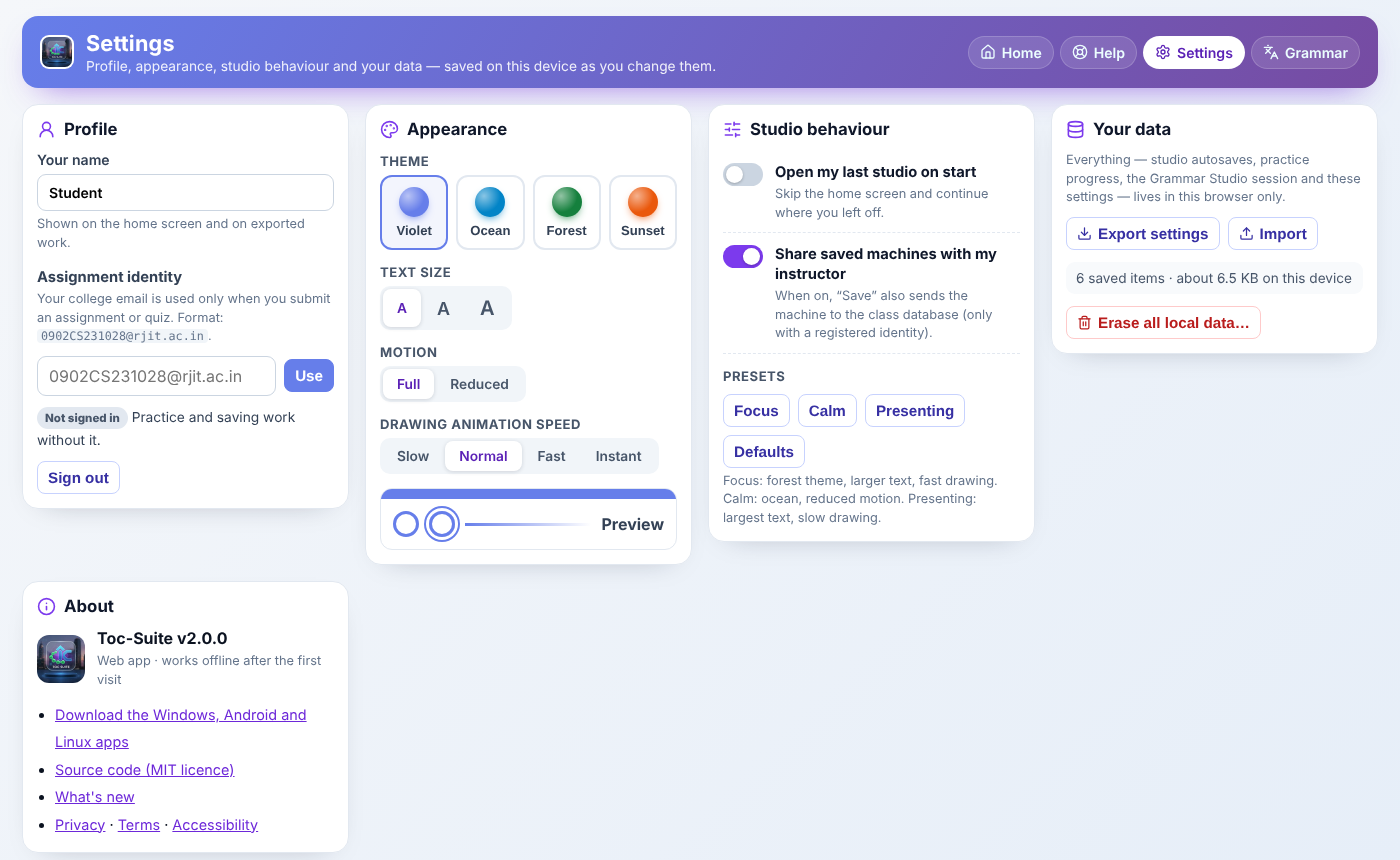 Settings
Profile, appearance, studio behaviour and your data — saved on this device as you change them.
Home
Help
Settings
Grammar
Profile
Your name
Student
Shown on the home screen and on exported
work.
Assignment identity
Your college email is used only when you submit
an assignment or quiz. Format:
0902CS231028@rjit.ac.in.
0902CS231028@rjit.ac.in
Use
Not signed in Practice and saving work
without it.
Sign out
Appearance
THEME
Violet
Ocean
Forest
Sunset
TEXT SIZE
A
A
A
MOTION
Full
Reduced
DRAWING ANIMATION SPEED
Slow
Normal
Fast
Instant
Preview
Studio behaviour
Open my last studio on start
Skip the home screen and continue
where you left off.
Share saved machines with my
instructor
When on, “Save” also sends the
machine to the class database (only
with a registered identity).
PRESETS
Focus
Calm
Presenting
Defaults
Focus: forest theme, larger text, fast drawing.
Calm: ocean, reduced motion. Presenting:
largest text, slow drawing.
Your data
Everything — studio autosaves, practice
progress, the Grammar Studio session and these
settings — lives in this browser only.
Export settings
Import
6 saved items · about 6.5 KB on this device
Erase all local data…
About
Toc-Suite v2.0.0
Web app · works offline after the first
visit
Download the Windows, Android and
Linux apps
Source code (MIT licence)
What's new
Privacy · Terms · Accessibility